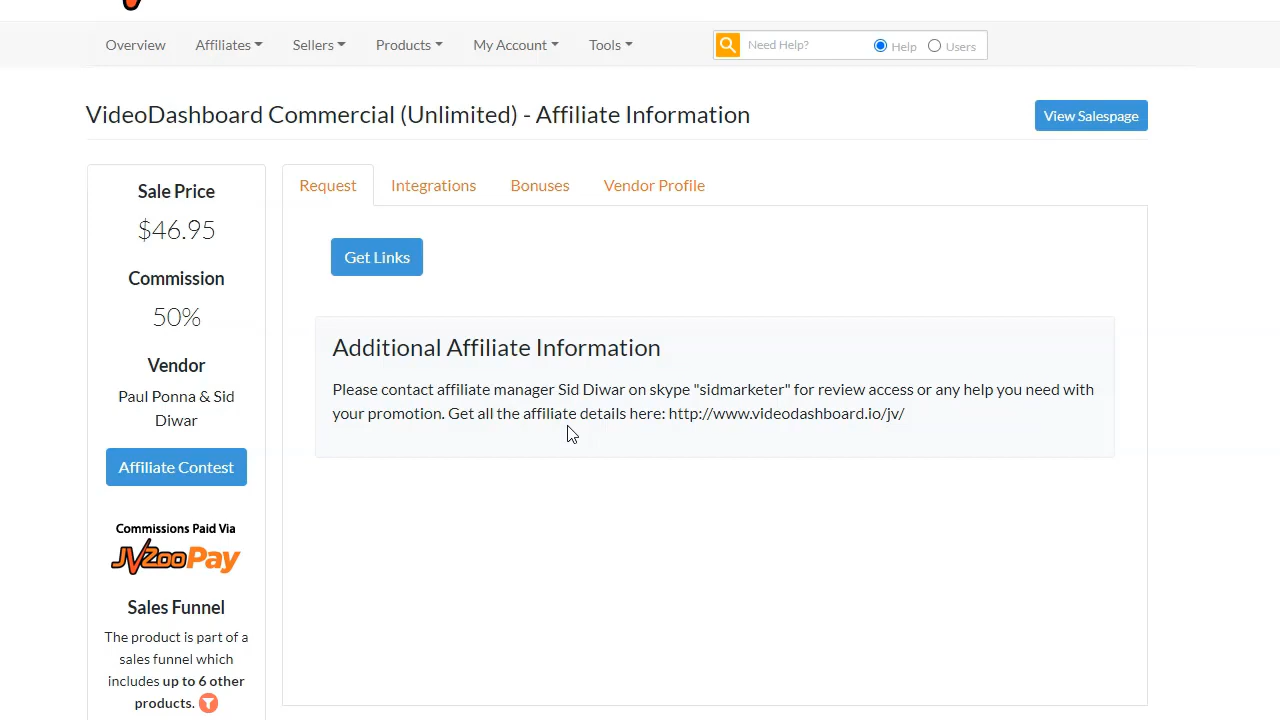 Overview Affiliates Sellers Products My Account Tools Need Help? Help Users
VideoDashboard Commercial (Unlimited) - Affiliate Information View Salespage
Sale Price
$46.95
Commission
50%
Vendor
Paul Ponna & Sid
Diwar
Affiliate Contest
Commissions Paid Via
JVZooPay
Sales Funnel
The product is part of a
sales funnel which
includes up to 6 other
products.
Request Integrations Bonuses Vendor Profile
Get Links
Additional Affiliate Information
Please contact affiliate manager Sid Diwar on skype "sidmarketer" for review access or any help you need with
your promotion. Get all the affiliate details here: http://www.videodashboard.io/jv/